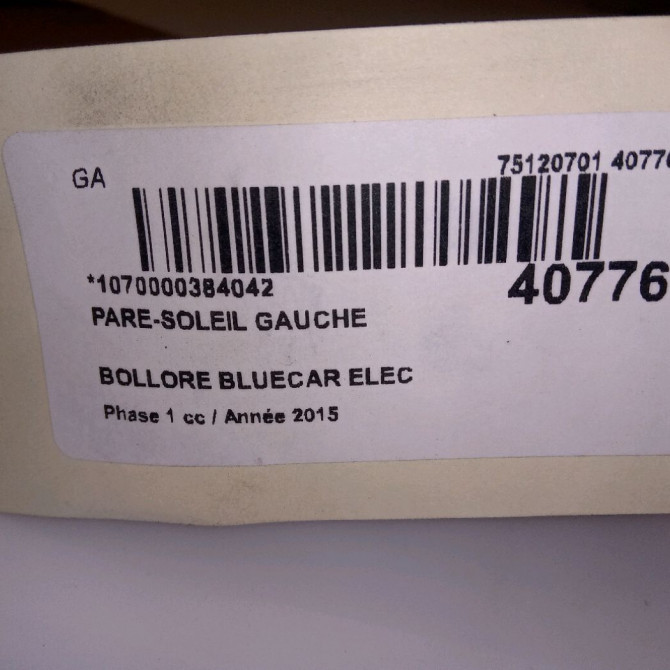 GA
75120701 40776
*1070000384042
40776
PARE-SOLEIL GAUCHE
BOLLORE BLUECAR ELEC
Phase 1 cc / Année 2015